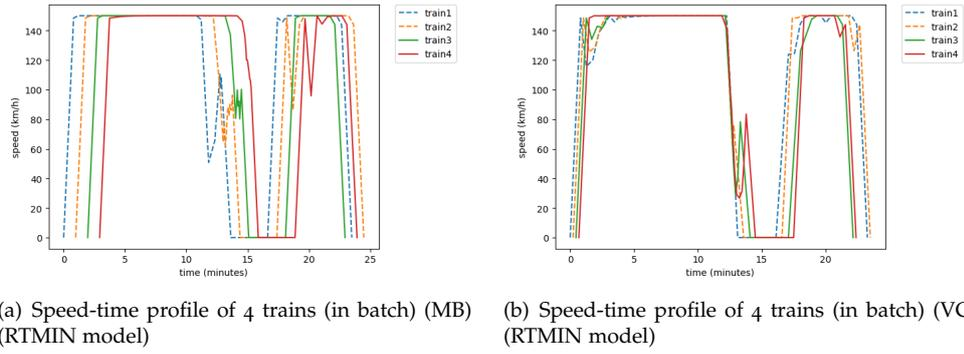 train1
train2
train3
train4
140
120
100
80
60
40
20
0
speed (km/h)
0 5 10 15 20 25
time (minutes)
train1
train2
train3
train4
140
120
100
80
60
40
20
0
speed (km/h)
0 5 10 15 20
time (minutes)
a) Speed-time profile of 4 trains (in batch) (MB)
(RTMIN model)
(b) Speed-time profile of 4 trains (in batch) (VC
(RTMIN model)